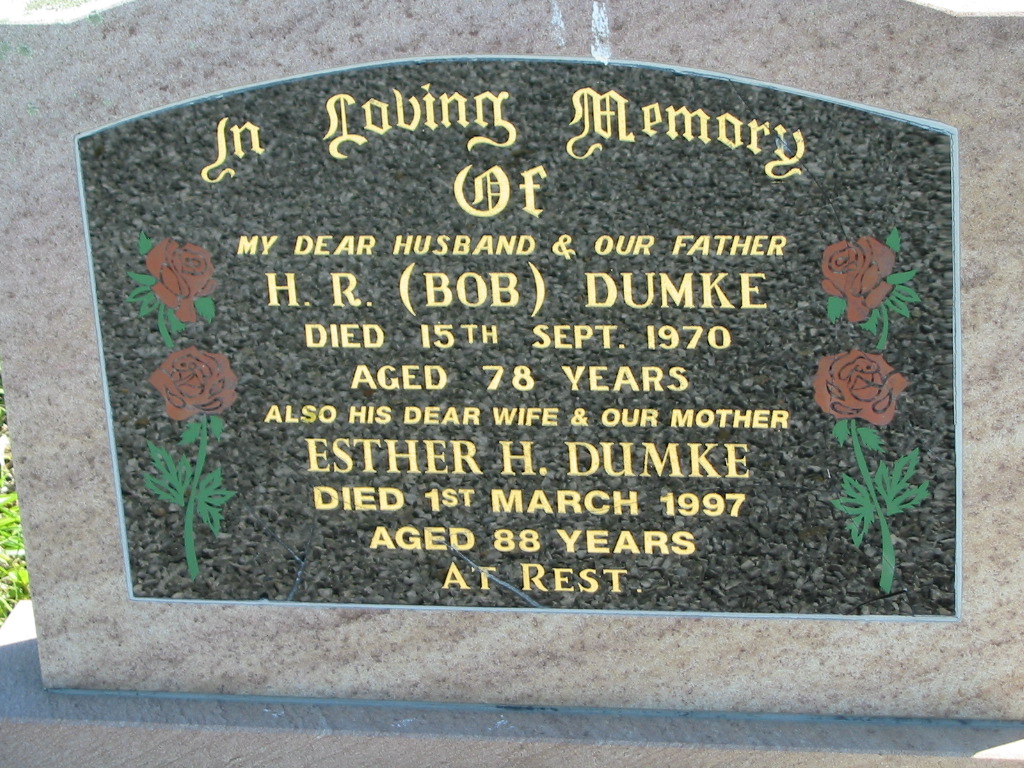 In Loving Memory
Of
MY DEAR HUSBAND & OUR FATHER
H. R. (BOB) DUMKE
DIED 15TH SEPT. 1970
AGED 78 YEARS
ALSO HIS DEAR WIFE & OUR MOTHER
ESTHER H. DUMKE
DIED 1ST MARCH 1997
AGED 88 YEARS
AT REST.